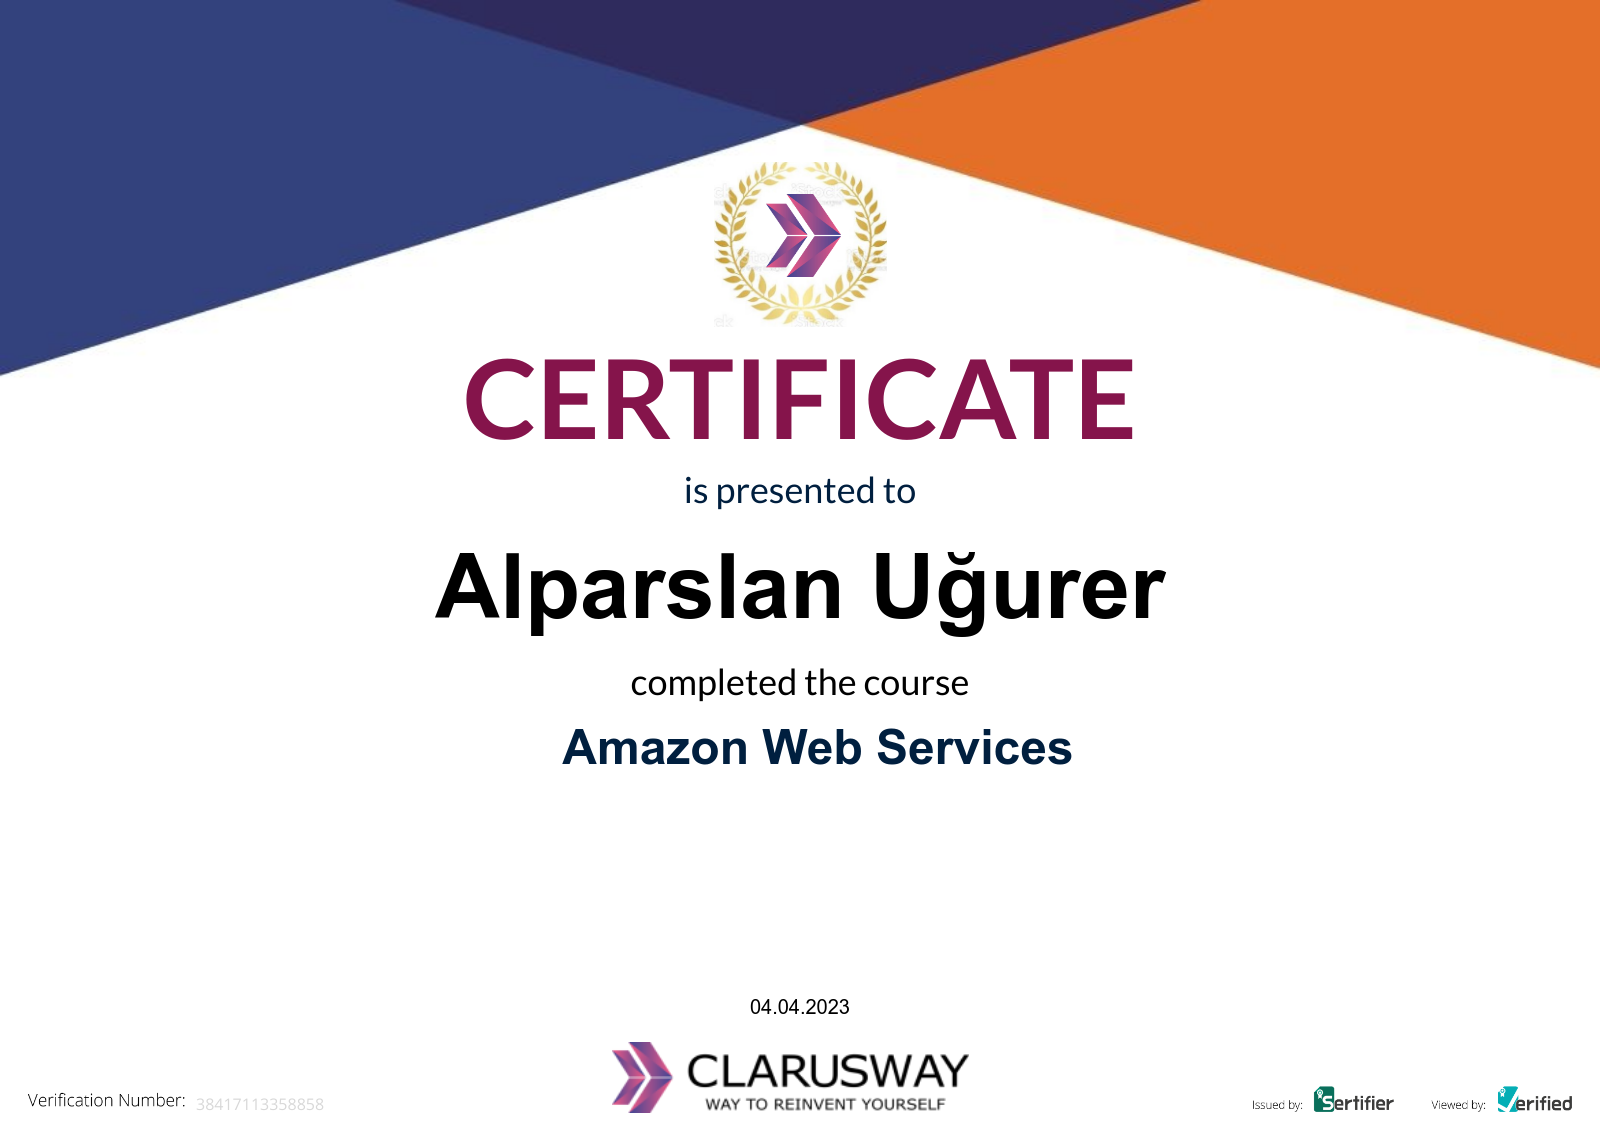 CERTIFICATE
is presented to
Alparslan Uğurer
completed the course
Amazon Web Services
04.04.2023
CLARUSWAY
WAY TO REINVENT YOURSELF
Verification Number: 38417113358858
Issued by: Sertifier
Viewed by: Verified